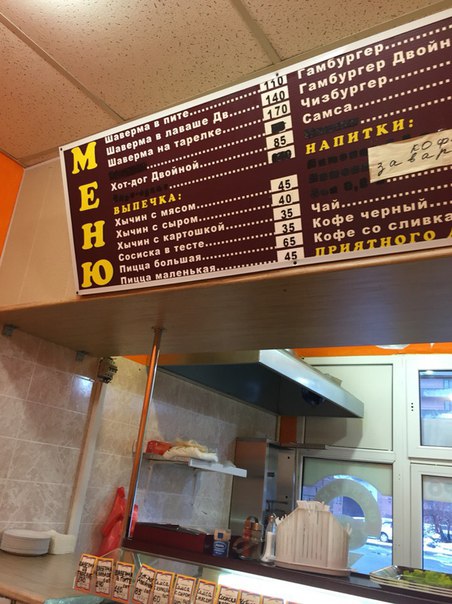 МЕНЮ
Шаверма в пите 110
Шаверма в лаваше Дв. 140
Шаверма на тарелке 170
Хот-дог Двойной 85
ВЫПЕЧКА:
Хычин с мясом 45
Хычин с сыром 40
Хычин с картошкой 35
Сосиска в тесте 35
Пицца большая 65
Пицца маленькая 45
Гамбургер
Гамбургер Двойн
Чизбургер
Самса
НАПИТКИ:
кофе
завар
Чай
Кофе черный
Кофе со сливка
ПРИЯТНОГО